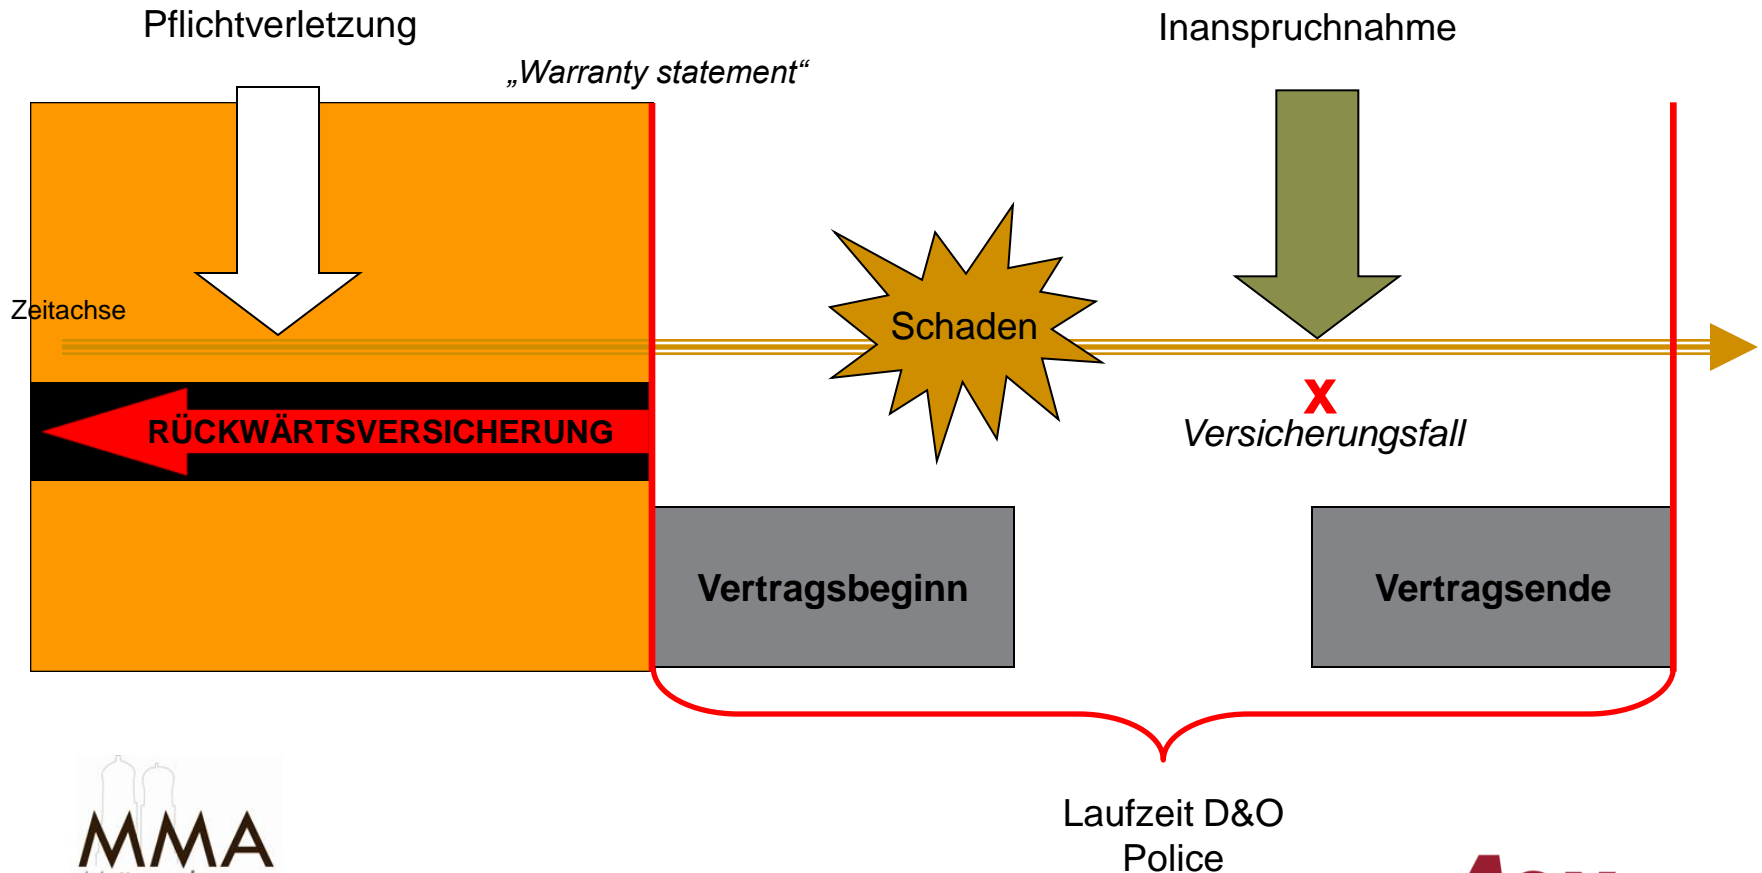 Pflichtverletzung
Inanspruchnahme
„Warranty statement“
Zeitachse
Schaden
x
RÜCKWÄRTSVERSICHERUNG
Versicherungsfall
Vertragsbeginn
Vertragsende
Laufzeit D&O
Police
MMA